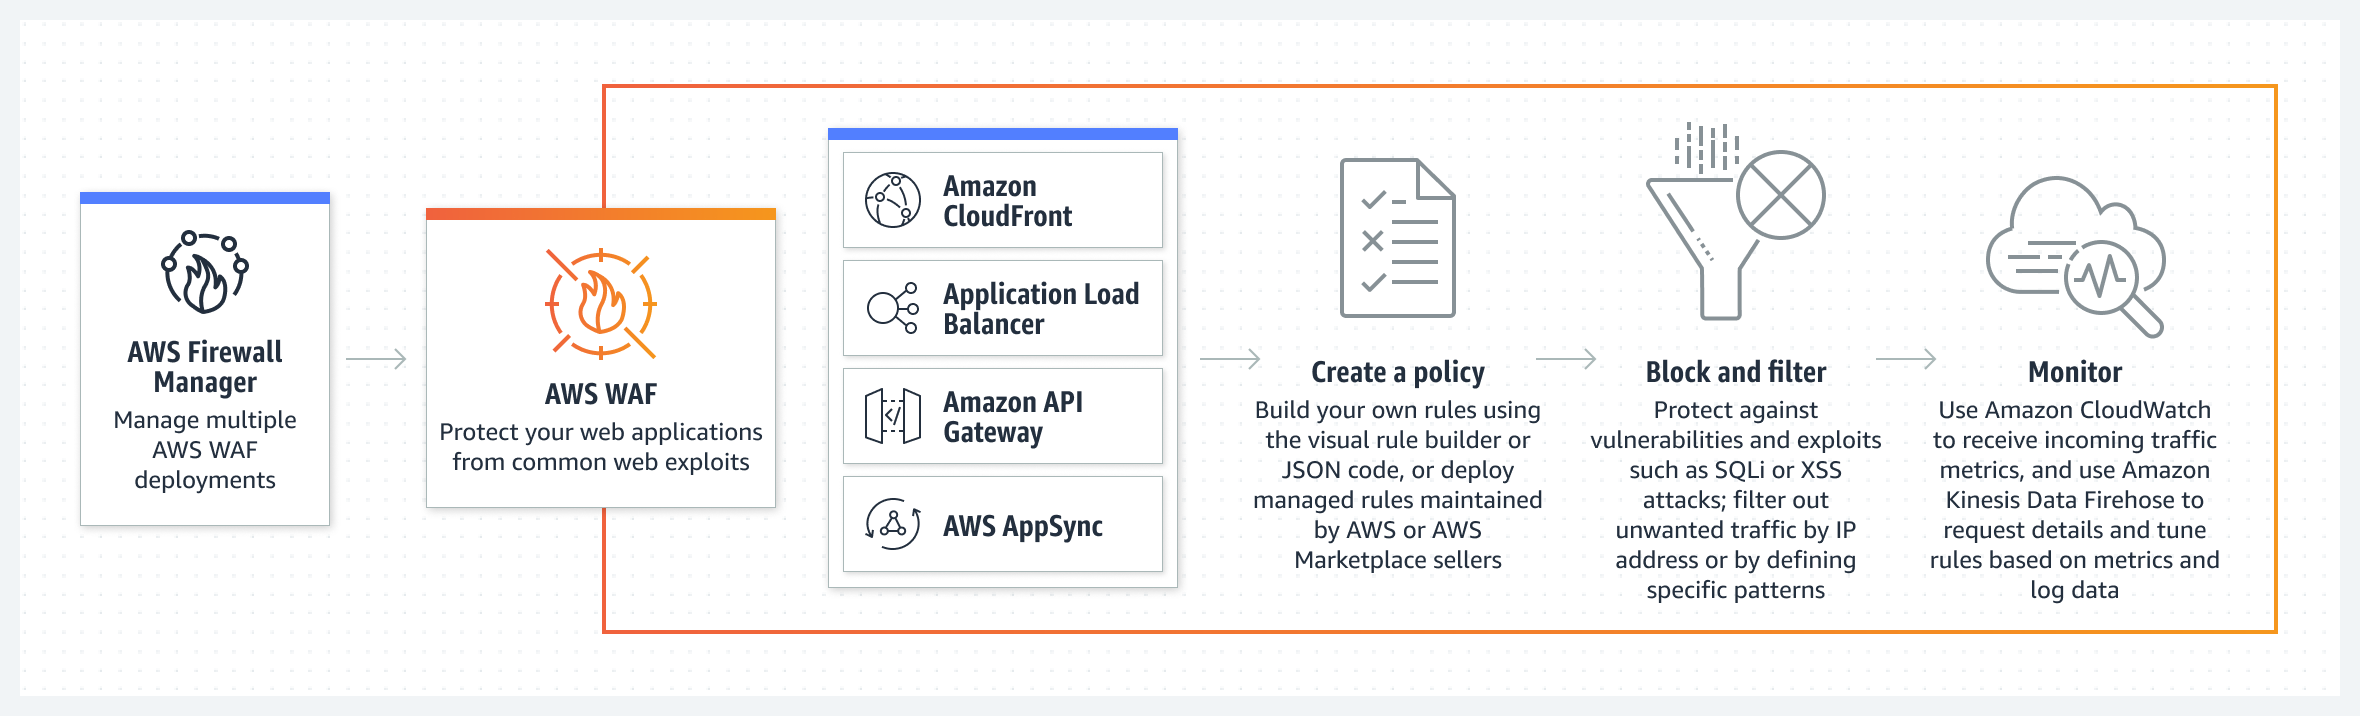 AWS Firewall
Manager
Manage multiple
AWS WAF
deployments
AWS WAF
Protect your web applications
from common web exploits
Amazon
CloudFront
Application Load
Balancer
Amazon API
Gateway
AWS AppSync
Create a policy
Build your own rules using
the visual rule builder or
JSON code, or deploy
managed rules maintained
by AWS or AWS
Marketplace sellers
Block and filter
Protect against
vulnerabilities and exploits
such as SQLi or XSS
attacks; filter out
unwanted traffic by IP
address or by defining
specific patterns
Monitor
Use Amazon CloudWatch
to receive incoming traffic
metrics, and use Amazon
Kinesis Data Firehose to
request details and tune
rules based on metrics and
log data